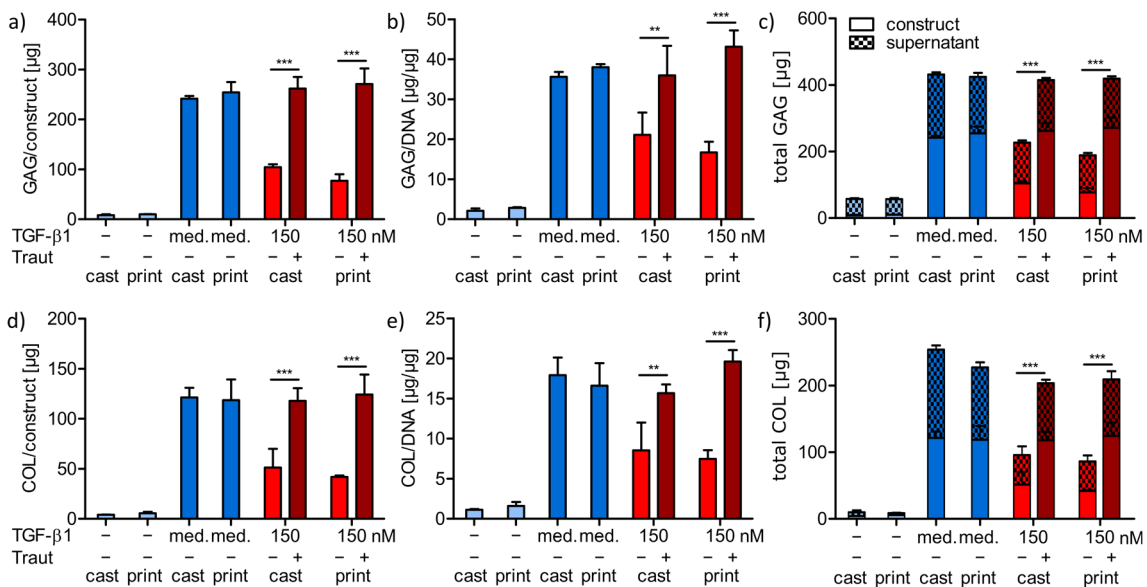 a)
GAG/construct [µg]
400
300
200
100
0
*** ***
TGF-β1 – – med. med. 150 150 nM
Traut – – – – – + – +
cast print cast print cast print
b)
GAG/DNA [µg/µg]
50
40
30
20
10
0
** ***
– – med. med. 150 150 nM
– – – – – + – +
cast print cast print cast print
c)
construct
supernatant
total GAG [µg]
600
400
200
0
*** ***
– – med. med. 150 150 nM
– – – – – + – +
cast print cast print cast print
d)
COL/construct [µg]
200
150
100
50
0
*** ***
TGF-β1 – – med. med. 150 150 nM
Traut – – – – – + – +
cast print cast print cast print
e)
COL/DNA [µg/µg]
25
20
15
10
5
0
** ***
– – med. med. 150 150 nM
– – – – – + – +
cast print cast print cast print
f)
total COL [µg]
300
200
100
0
*** ***
– – med. med. 150 150 nM
– – – – – + – +
cast print cast print cast print